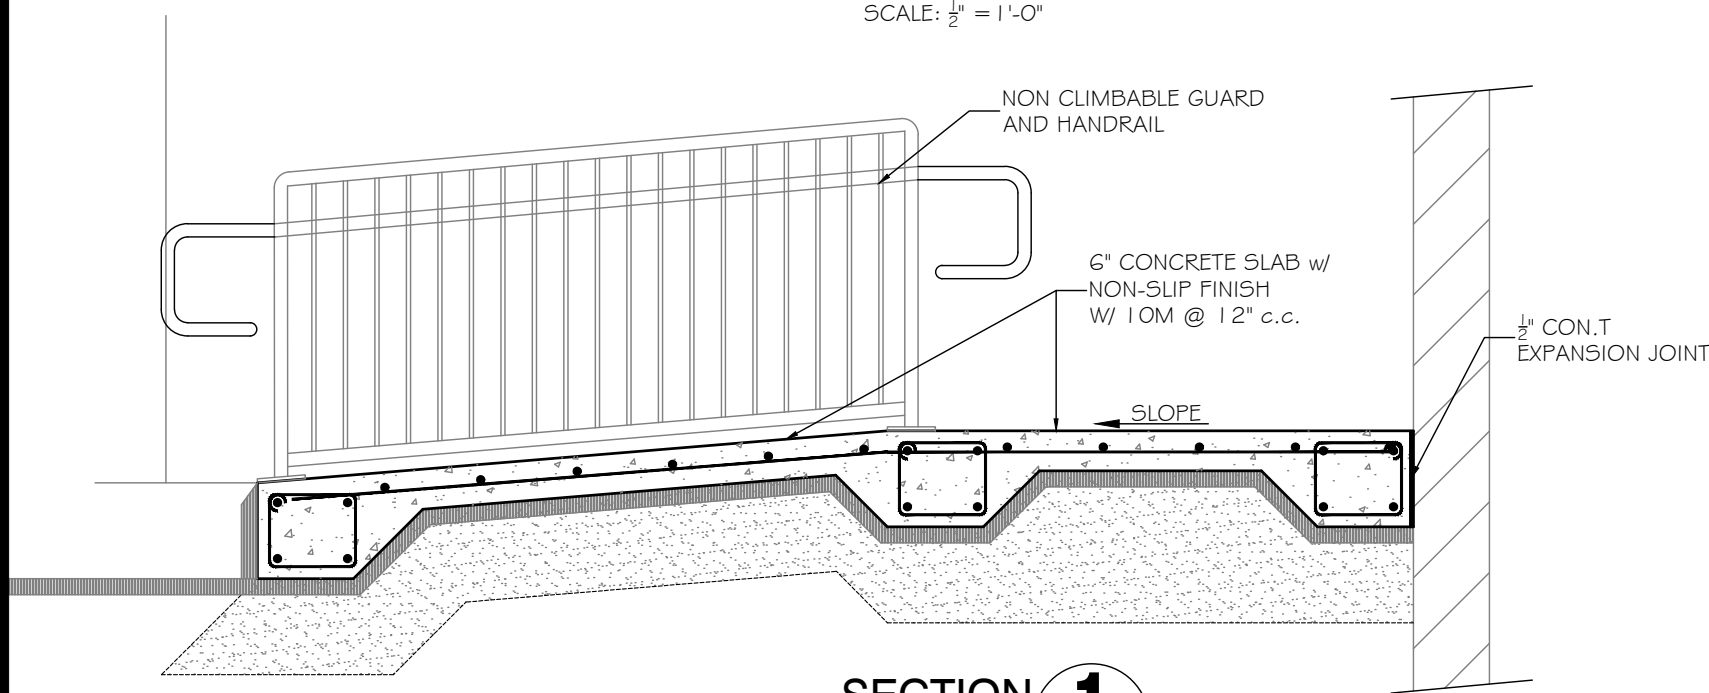 SCALE: 1/2" = 1'-0"
NON CLIMBABLE GUARD
AND HANDRAIL
6" CONCRETE SLAB w/
NON-SLIP FINISH
W/ 10M @ 12" c.c.
1/2" CON.T
EXPANSION JOINT
SLOPE
SECTION 1